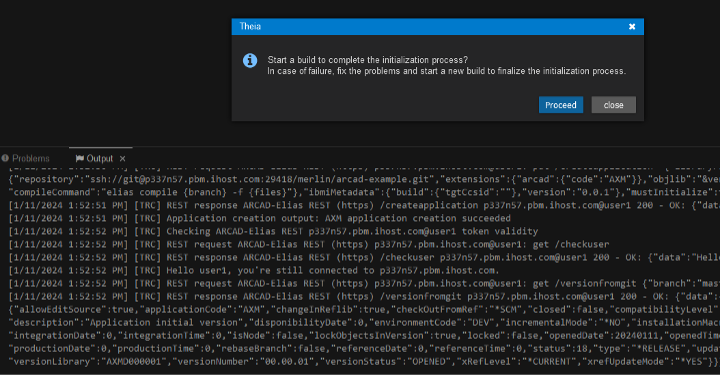 Theia
Start a build to complete the initialization process?
In case of failure, fix the problems and start a new build to finalize the initialization process.
Proceed close
Problems Output
{"repository":"ssh://git@p337n57.pbm.ihost.com:29418/merlin/arcad-example.git","extensions":{"arcad":{"code":"AXM"}},"objlib":"&ve
"compileCommand":"elias compile {branch} -f {files}"},"ibmiMetadata":{"build":{"tgtCcsid":""},"version":"0.0.1"},"mustInitialize":
[1/11/2024 1:52:51 PM] [TRC] REST response ARCAD-Elias REST (https) /createapplication p337n57.pbm.ihost.com@user1 200 - OK: {"dat
[1/11/2024 1:52:51 PM] [TRC] Application creation output: AXM application creation succeeded
[1/11/2024 1:52:52 PM] [TRC] Checking ARCAD-Elias REST (https) p337n57.pbm.ihost.com@user1 token validity
[1/11/2024 1:52:52 PM] [TRC] REST request ARCAD-Elias REST (https) p337n57.pbm.ihost.com@user1: get /checkuser
[1/11/2024 1:52:52 PM] [TRC] REST response ARCAD-Elias REST (https) /checkuser p337n57.pbm.ihost.com@user1 200 - OK: {"data":"Hello
[1/11/2024 1:52:52 PM] [TRC] Hello user1, you're still connected to p337n57.pbm.ihost.com.
[1/11/2024 1:52:52 PM] [TRC] REST request ARCAD-Elias REST (https) p337n57.pbm.ihost.com@user1: get /versionfromgit {"branch":"mas
[1/11/2024 1:52:52 PM] [TRC] REST response ARCAD-Elias REST (https) /versionfromgit p337n57.pbm.ihost.com@user1 200 - OK: {"data":
{"allowEditSource":true,"applicationCode":"AXM","changeInReflib":true,"checkOutFromRef":"*SCM","closed":false,"compatibilityLevel"
"description":"Application initial version","disponibilityDate":0,"environmentCode":"DEV","incrementalMode":"*NO","installationMac
"integrationDate":0,"integrationTime":0,"isNode":false,"lockObjectsInVersion":true,"locked":false,"openedDate":20240111,"openedTime
"productionDate":0,"productionTime":0,"rebaseBranch":false,"referenceDate":0,"referenceTime":0,"status":18,"type":"*RELEASE","upda
"versionLibrary":"AXMD000001","versionNumber":"00.00.01","versionStatus":"OPENED","xRefLevel":"*CURRENT","xrefUpdateMode":"*YES"}}